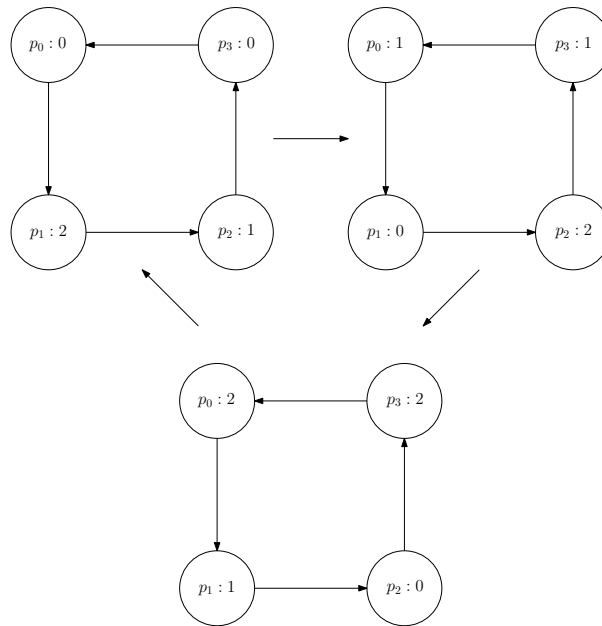 p₀ : 0 p₃ : 0 p₀ : 1 p₃ : 1
p₁ : 2 p₂ : 1 p₁ : 0 p₂ : 2
p₀ : 2 p₃ : 2
p₁ : 1 p₂ : 0